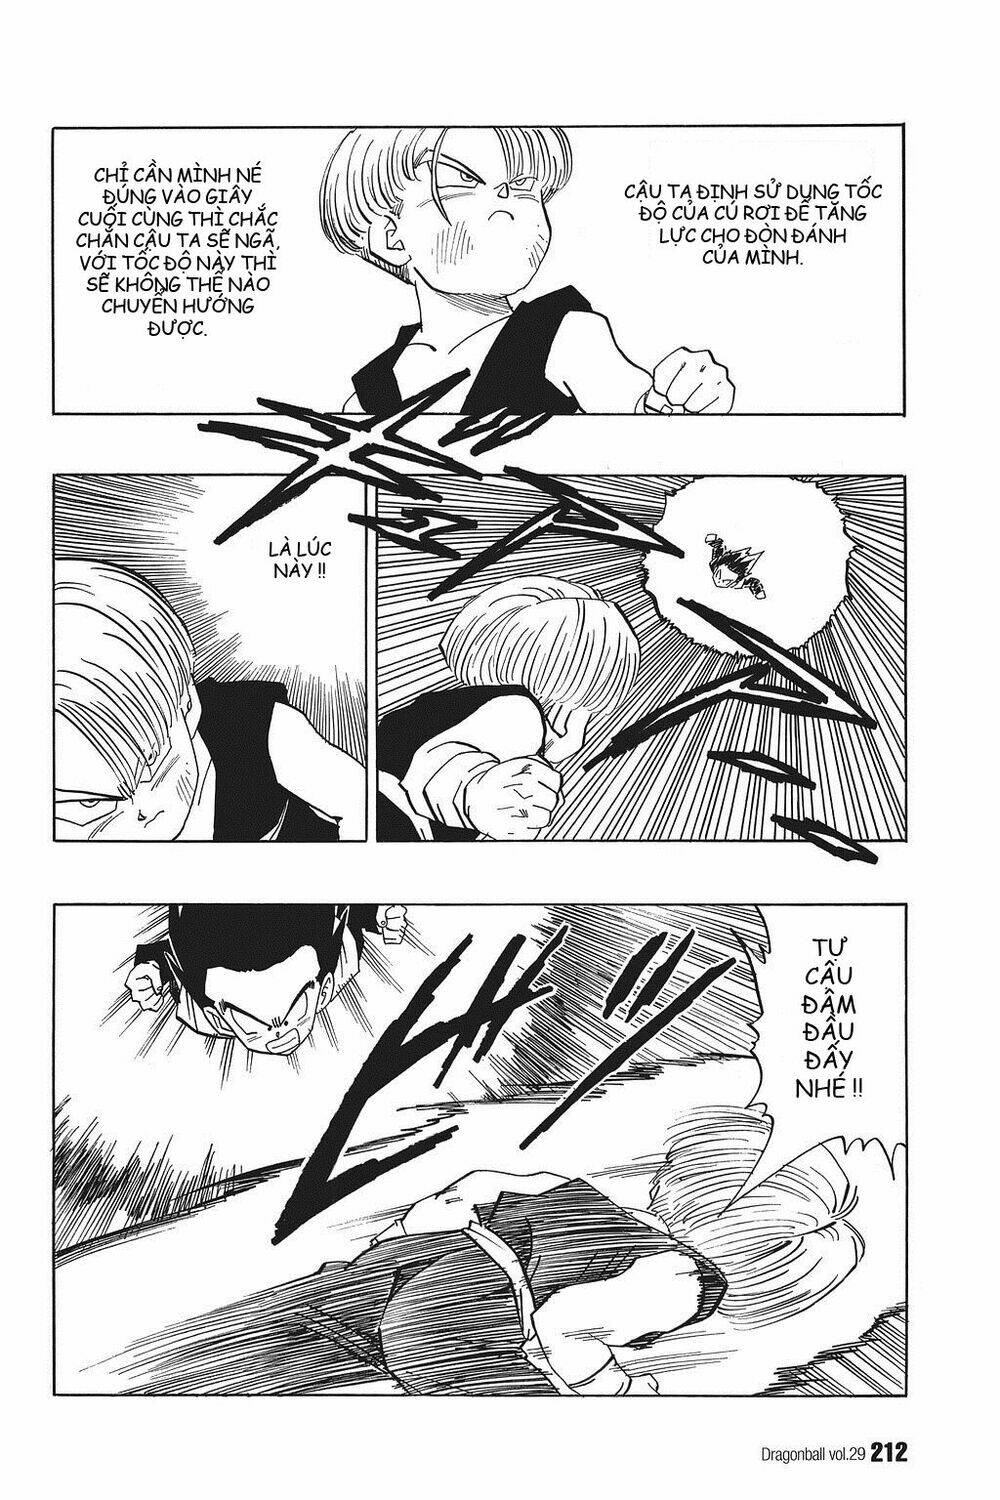 CẬU TA ĐỊNH SỬ DỤNG TỐC
ĐỘ CỦA CÚ RƠI ĐỂ TĂNG
LỰC CHO ĐÒN ĐÁNH
CỦA MÌNH.
CHỈ CẦN MÌNH NÉ
ĐÚNG VÀO GIÂY
CUỐI CÙNG THÌ CHẮC
CHẮN CẬU TA SẼ NGÃ,
VỚI TỐC ĐỘ NÀY THÌ
SẼ KHÔNG THỂ NÀO
CHUYỂN HƯỚNG
ĐƯỢC.
LÀ LÚC
NÀY !!
TỰ
CẬU
ĐÂM
ĐẦU
ĐẤY
NHÉ !!
Dragonball vol.29 212